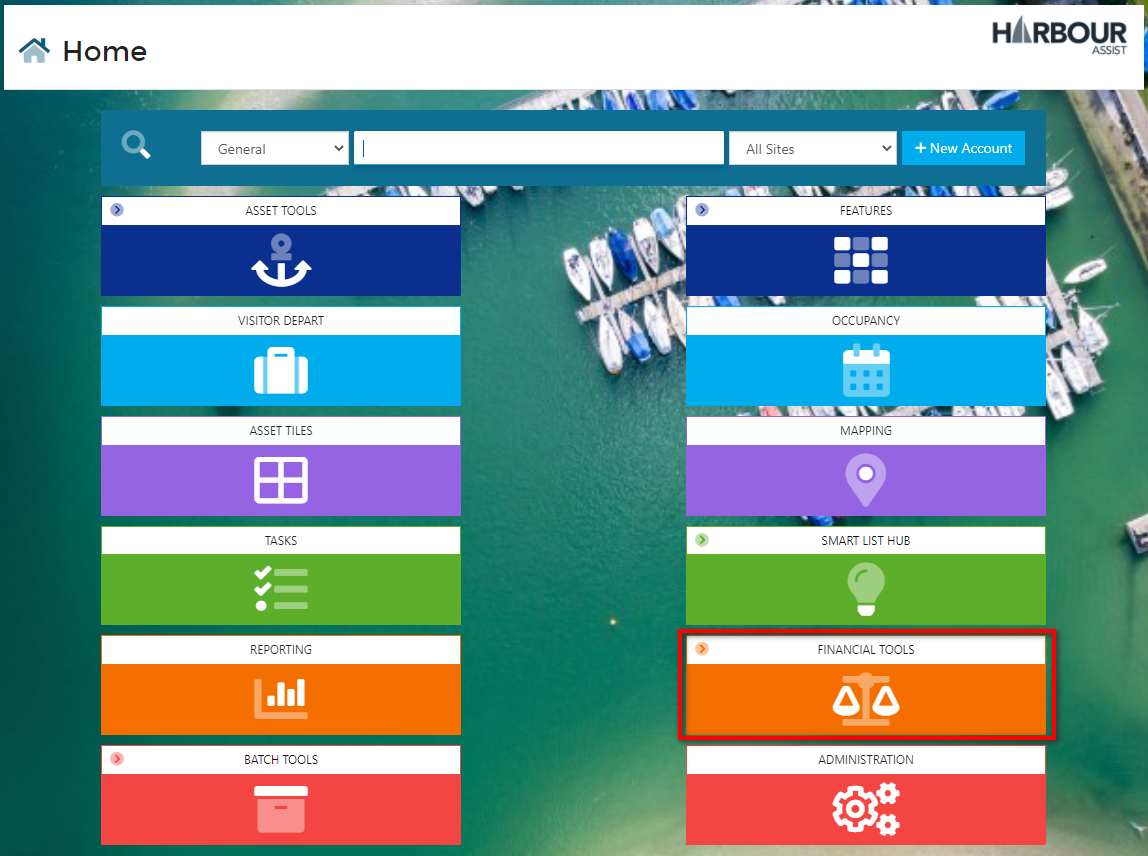 Home
HARBOUR
ASSIST
General
All Sites
+ New Account
ASSET TOOLS
FEATURES
VISITOR DEPART
OCCUPANCY
ASSET TILES
MAPPING
TASKS
SMART LIST HUB
REPORTING
FINANCIAL TOOLS
BATCH TOOLS
ADMINISTRATION